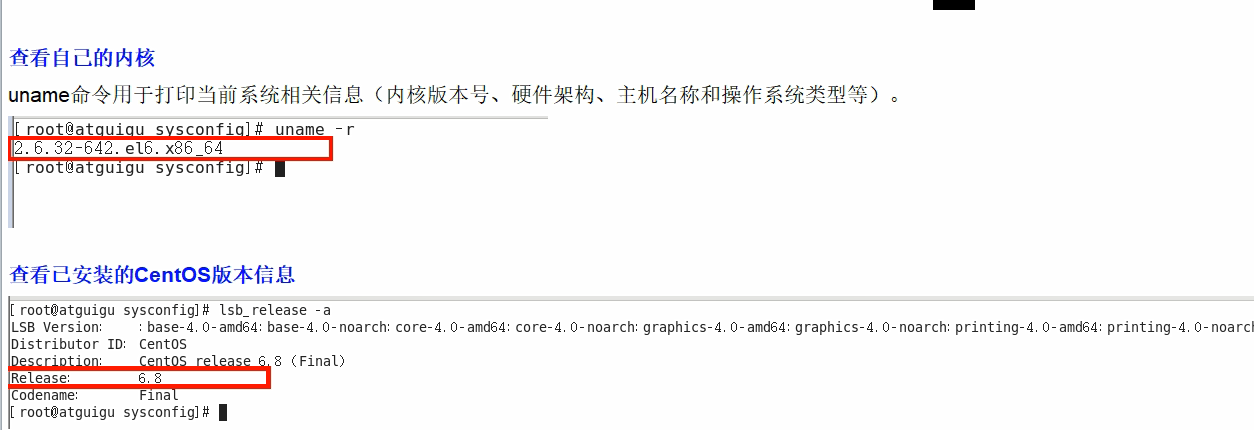 查看自己的内核
uname命令用于打印当前系统相关信息（内核版本号、硬件架构、主机名称和操作系统类型等）。
[root@atguigu sysconfig]# uname -r
2.6.32-642.el6.x86_64
[root@atguigu sysconfig]#
查看已安装的CentOS版本信息
[root@atguigu sysconfig]# lsb_release -a
LSB Version: :base-4.0-amd64:base-4.0-noarch:core-4.0-amd64:core-4.0-noarch:graphics-4.0-amd64:graphics-4.0-noarch:printing-4.0-amd64:printing-4.0-noarch
Distributor ID: CentOS
Description: CentOS release 6.8 (Final)
Release: 6.8
Codename: Final
[root@atguigu sysconfig]#